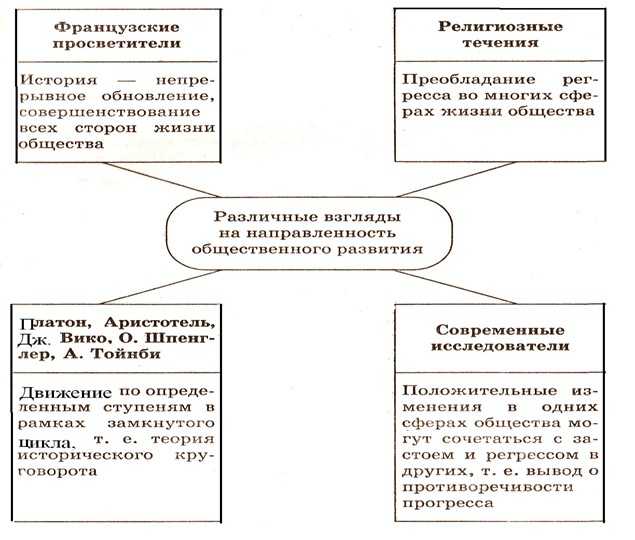 Французские
просветители
История — непре-
рывное обновление,
совершенствование
всех сторон жизни
общества
Религиозные
течения
Преобладание рег-
ресса во многих сфе-
рах жизни общества
Различные взгляды
на направленность
общественного развития
Платон, Аристотель,
Дж. Вико, О. Шпенг-
лер, А. Тойнби
Движение по опреде-
ленным ступеням в
рамках замкнутого
цикла, т. е. теория
исторического кру-
говорота
Современные
исследователи
Положительные из-
менения в одних
сферах общества мо-
гут сочетаться с за-
стоем и регрессом в
других, т. е. вывод о
противоречивости
прогресса